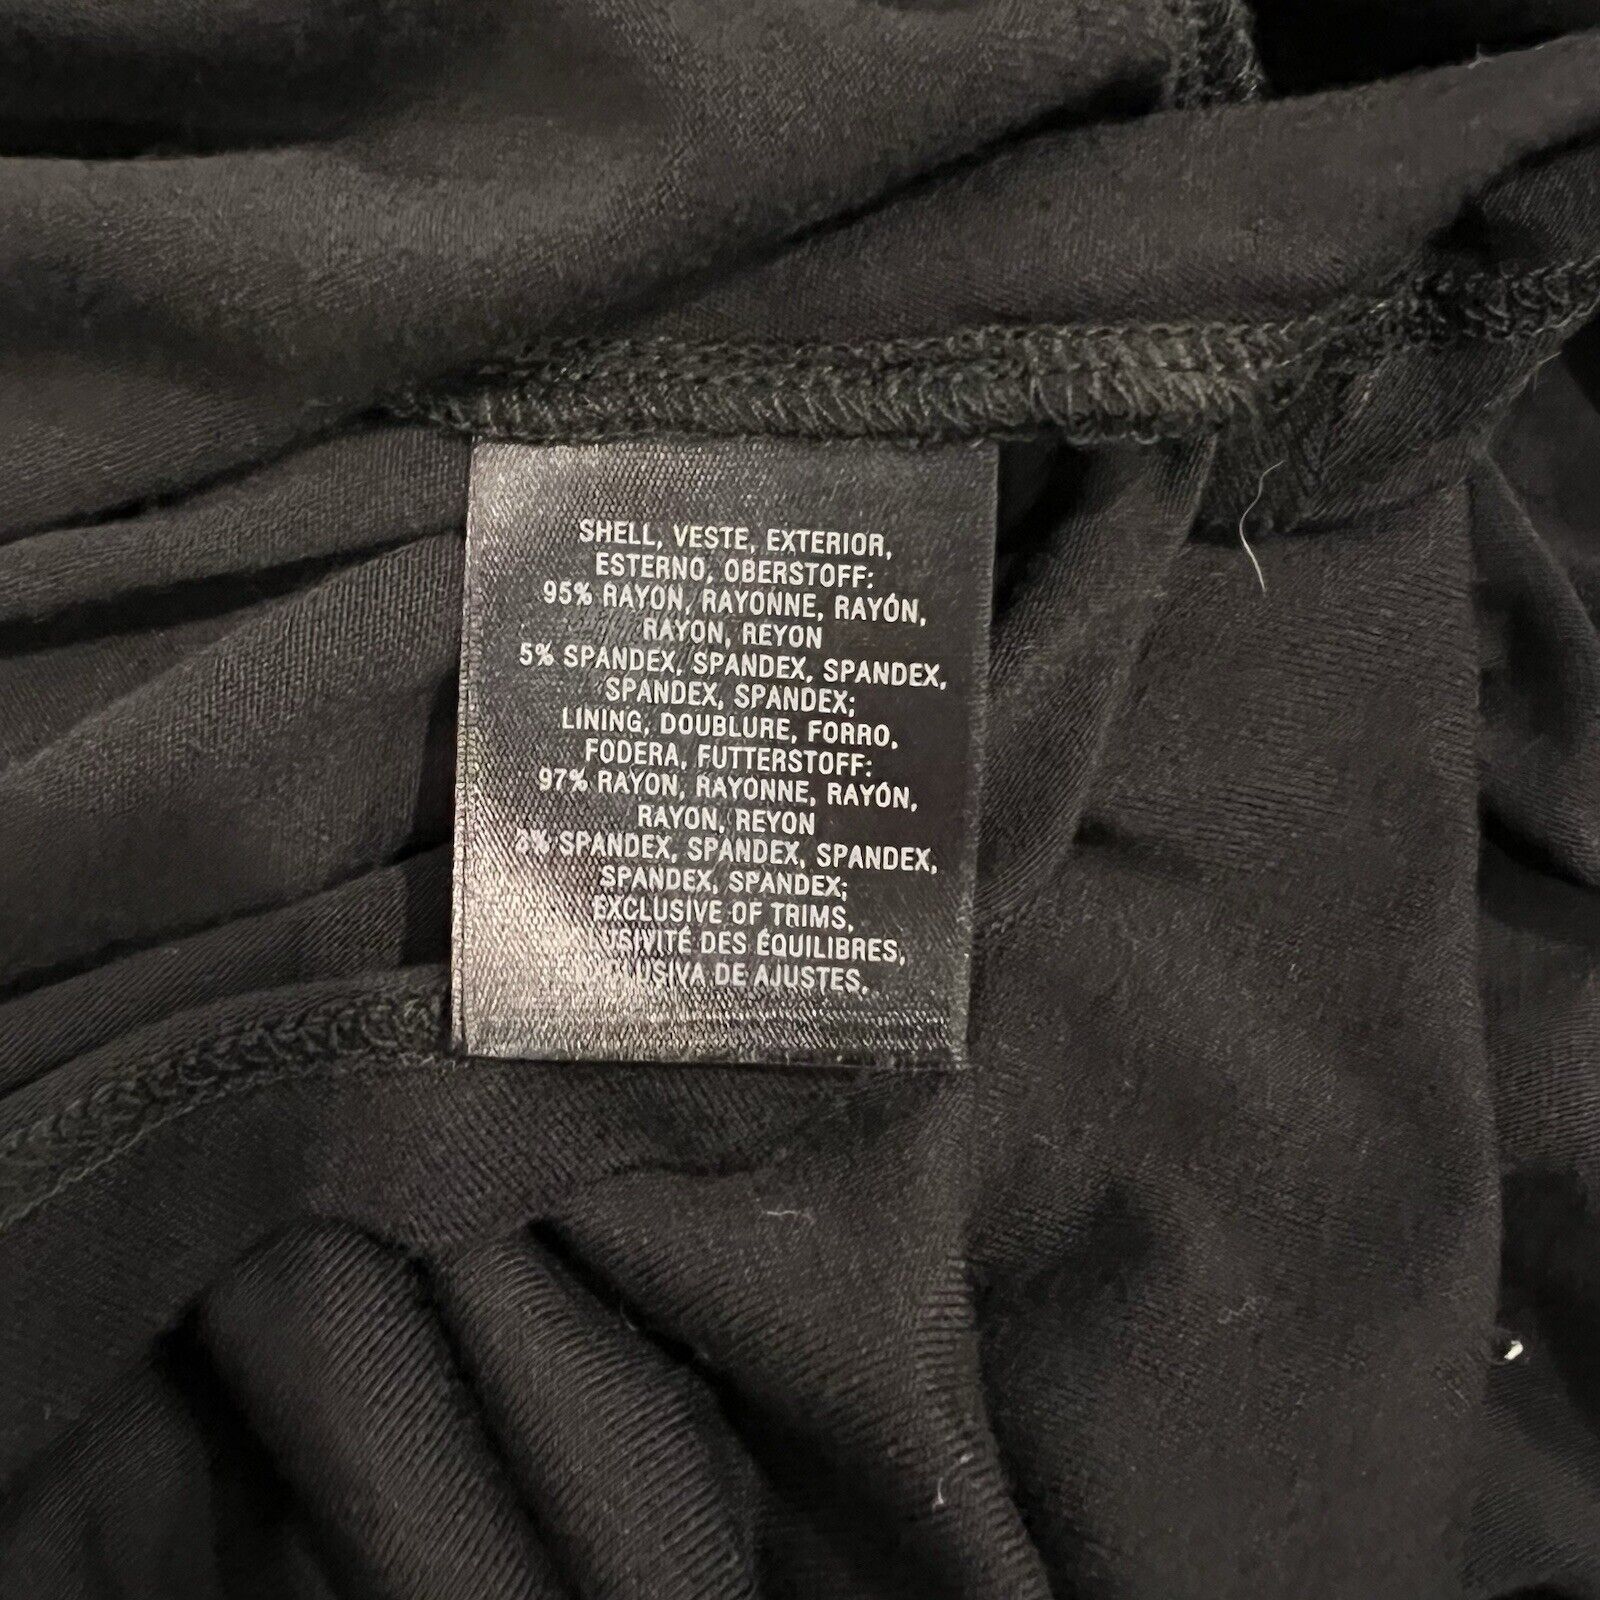 SHELL, VESTE, EXTERIOR,
ESTERNO, OBERSTOFF:
95% RAYON, RAYONNE, RAYÓN,
RAYON, REYON
5% SPANDEX, SPANDEX, SPANDEX,
SPANDEX, SPANDEX;
LINING, DOUBLURE, FORRO,
FODERA, FUTTERSTOFF:
97% RAYON, RAYONNE, RAYÓN,
RAYON, REYON
3% SPANDEX, SPANDEX, SPANDEX,
SPANDEX, SPANDEX;
EXCLUSIVE OF TRIMS,
DES ÉQUILIBRES,
EXCLUSIVA DE AJUSTES,